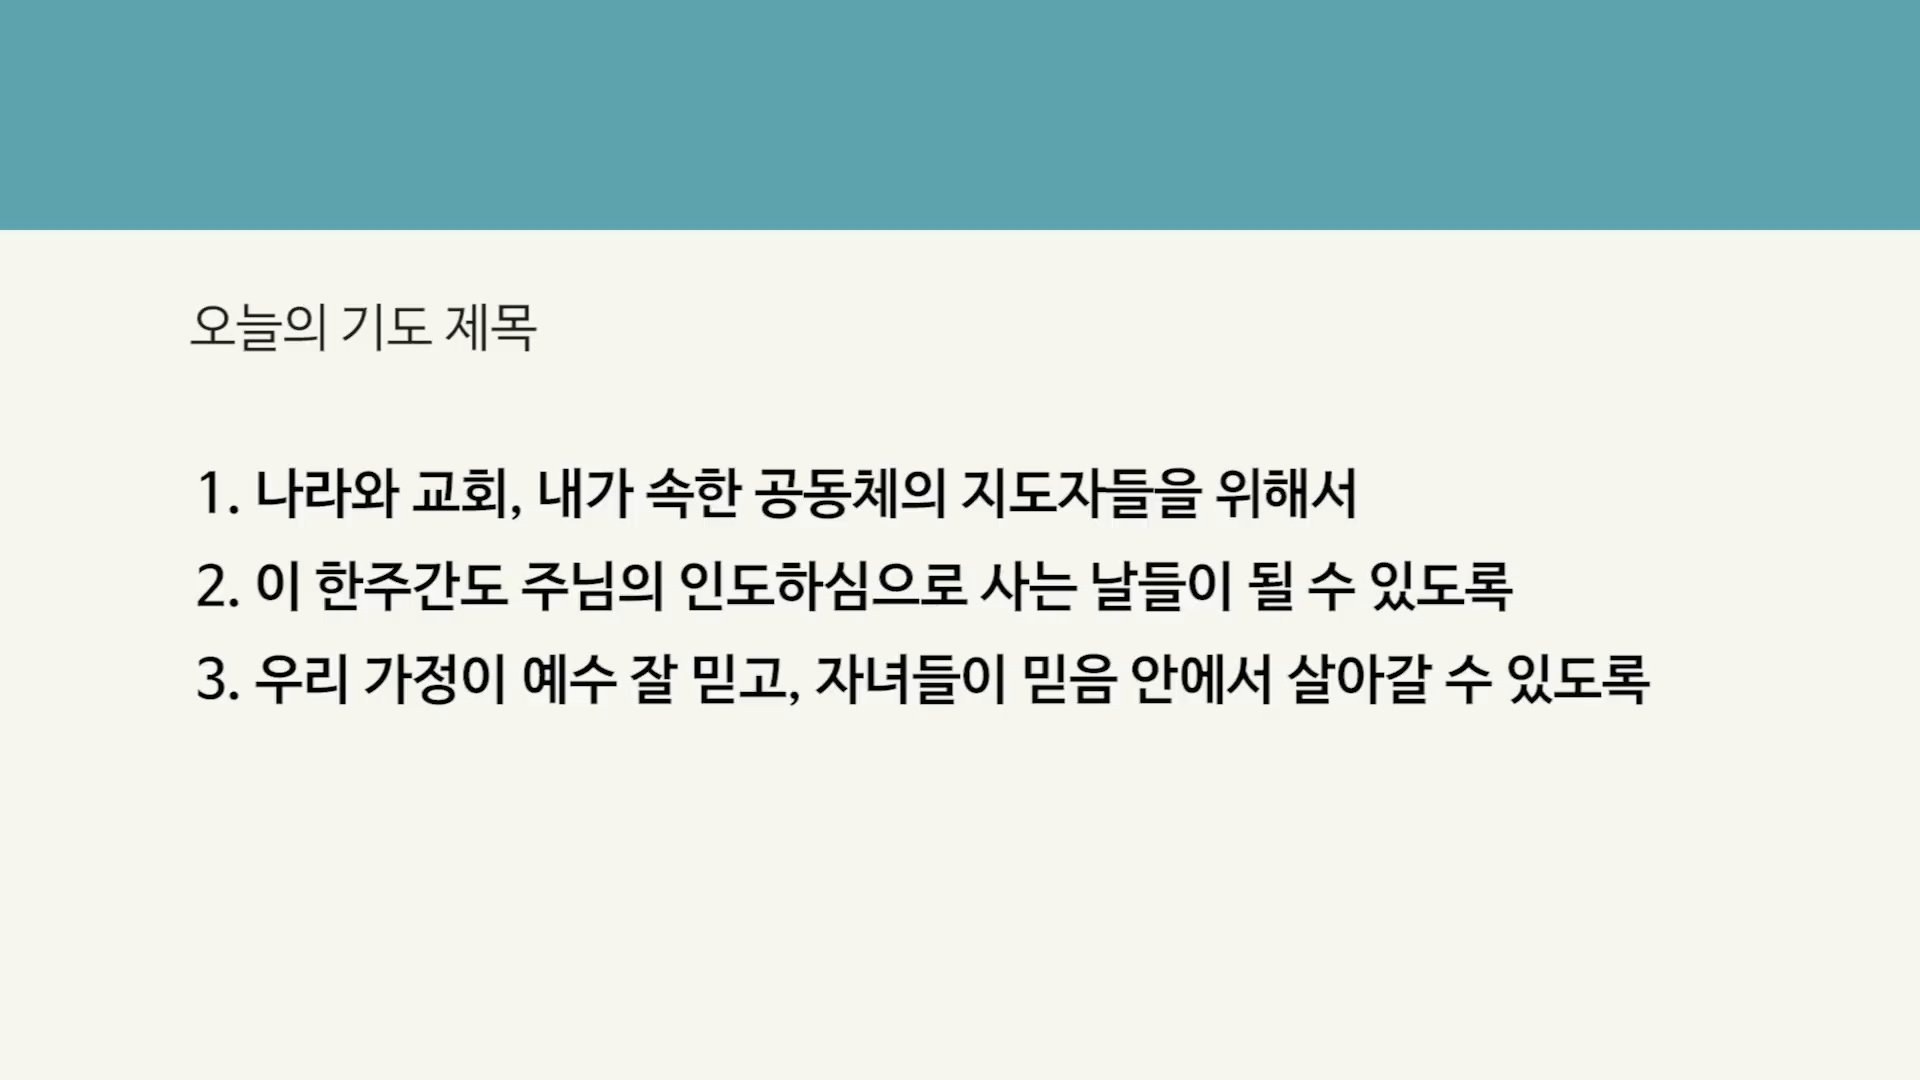 오늘의 기도 제목
1. 나라와 교회, 내가 속한 공동체의 지도자들을 위해서
2. 이 한주간도 주님의 인도하심으로 사는 날들이 될 수 있도록
3. 우리 가정이 예수 잘 믿고, 자녀들이 믿음 안에서 살아갈 수 있도록